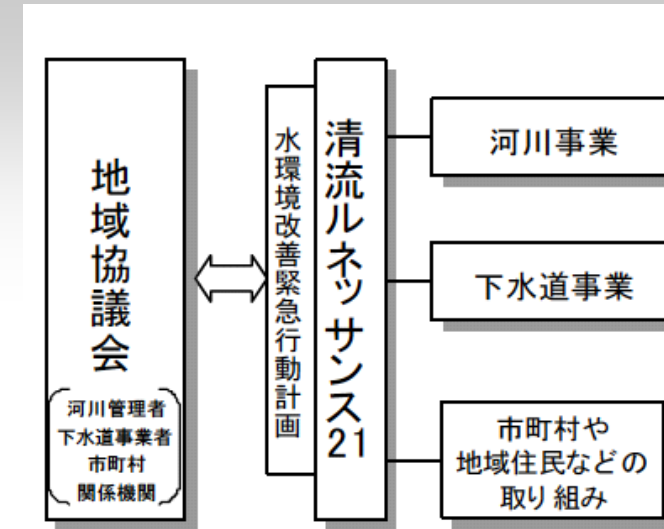 地域協議会
河川管理者
下水道事業者
市町村
関係機関
水環境改善緊急行動計画
清流ルネッサンス21
河川事業
下水道事業
市町村や
地域住民などの
取り組み